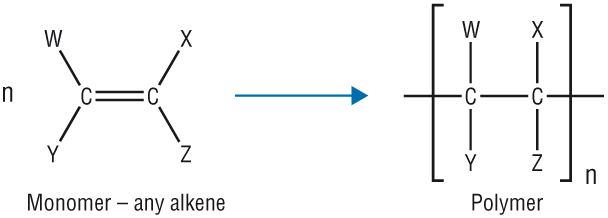 W X W X
n C C C C
Y Z Y Z
n
Monomer – any alkene Polymer